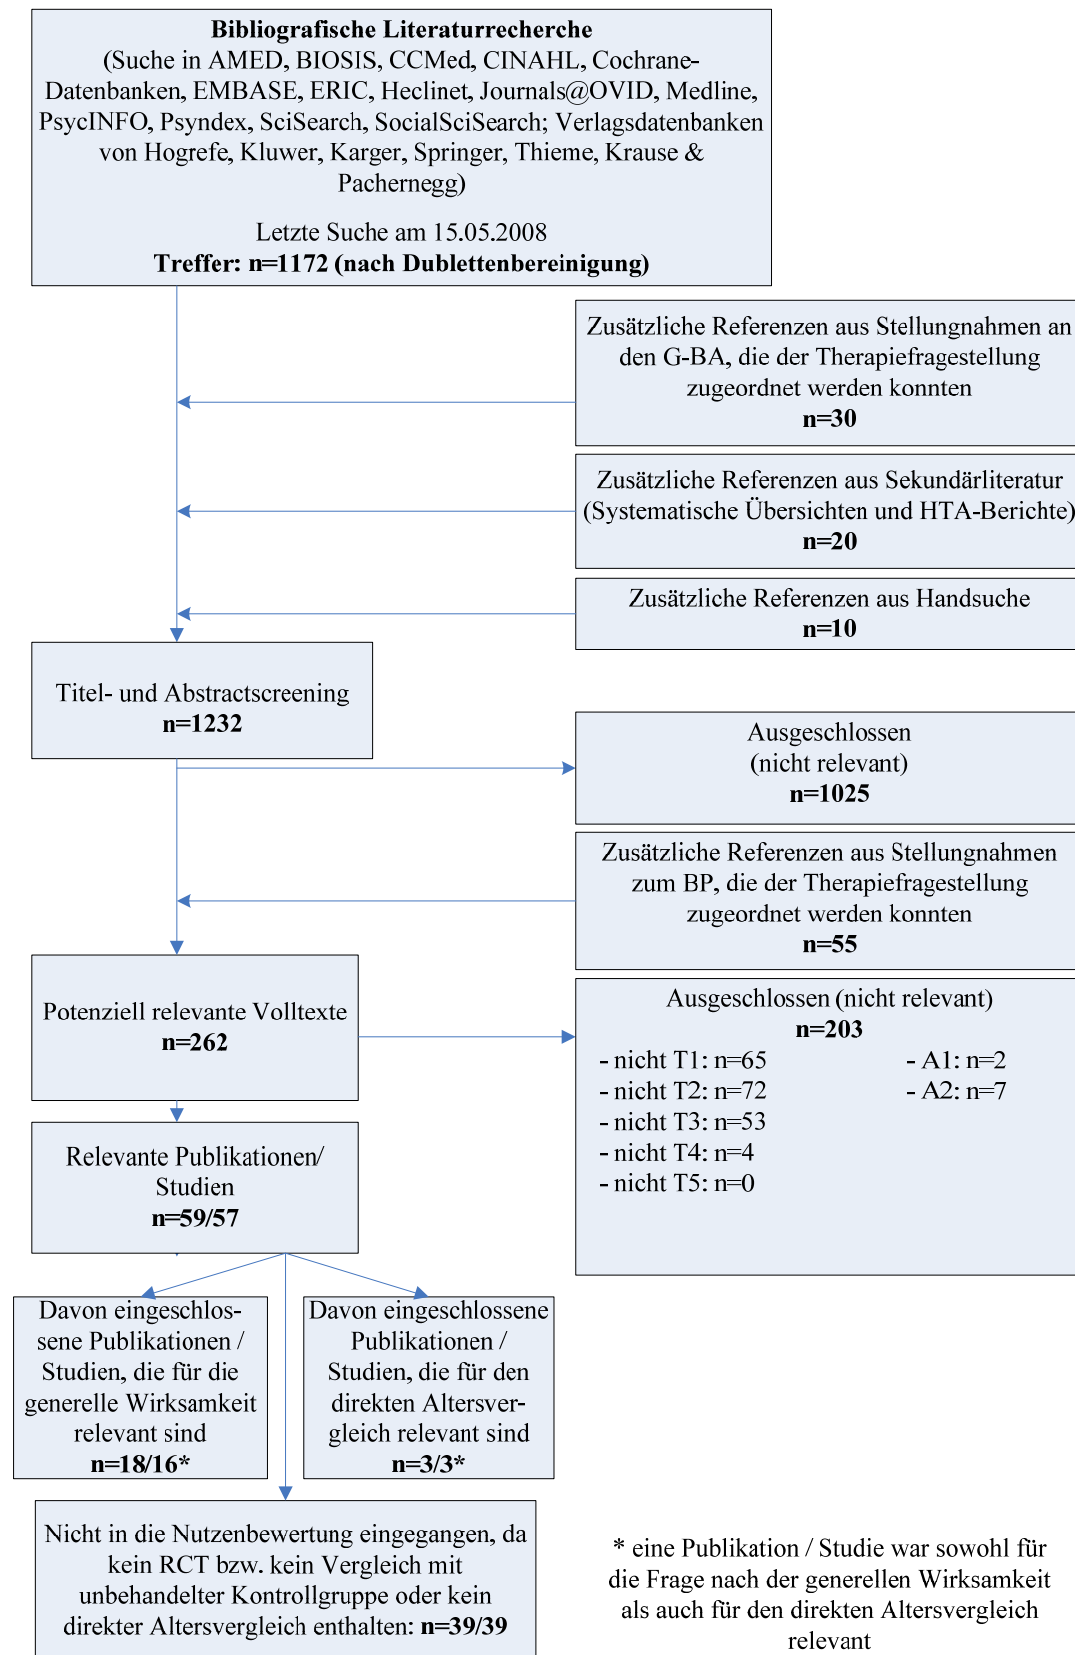 Bibliografische Literaturrecherche
(Suche in AMED, BIOSIS, CCMed, CINAHL, Cochrane-
Datenbanken, EMBASE, ERIC, Heclinet, Journals@OVID, Medline,
PsycINFO, Psyndex, SciSearch, SocialSciSearch; Verlagsdatenbanken
von Hogrefe, Kluwer, Karger, Springer, Thieme, Krause &
Pachernegg)
Letzte Suche am 15.05.2008
Treffer: n=1172 (nach Dublettenbereinigung)
Zusätzliche Referenzen aus Stellungnahmen an
den G-BA, die der Therapiefragestellung
zugeordnet werden konnten
n=30
Zusätzliche Referenzen aus Sekundärliteratur
(Systematische Übersichten und HTA-Berichte)
n=20
Zusätzliche Referenzen aus Handsuche
n=10
Titel- und Abstractscreening
n=1232
Ausgeschlossen
(nicht relevant)
n=1025
Zusätzliche Referenzen aus Stellungnahmen
zum BP, die der Therapiefragestellung
zugeordnet werden konnten
n=55
Potenziell relevante Volltexte
n=262
Ausgeschlossen (nicht relevant)
n=203
- nicht T1: n=65 - A1: n=2
- nicht T2: n=72 - A2: n=7
- nicht T3: n=53
- nicht T4: n=4
- nicht T5: n=0
Relevante Publikationen/
Studien
n=59/57
Davon eingeschlos-
sene Publikationen /
Studien, die für die
generelle Wirksamkeit
relevant sind
n=18/16*
Davon eingeschlossene
Publikationen /
Studien, die für den
direkten Altersver-
gleich relevant sind
n=3/3*
Nicht in die Nutzenbewertung eingegangen, da
kein RCT bzw. kein Vergleich mit
unbehandelter Kontrollgruppe oder kein
direkter Altersvergleich enthalten: n=39/39
* eine Publikation / Studie war sowohl für
die Frage nach der generellen Wirksamkeit
als auch für den direkten Altersvergleich
relevant